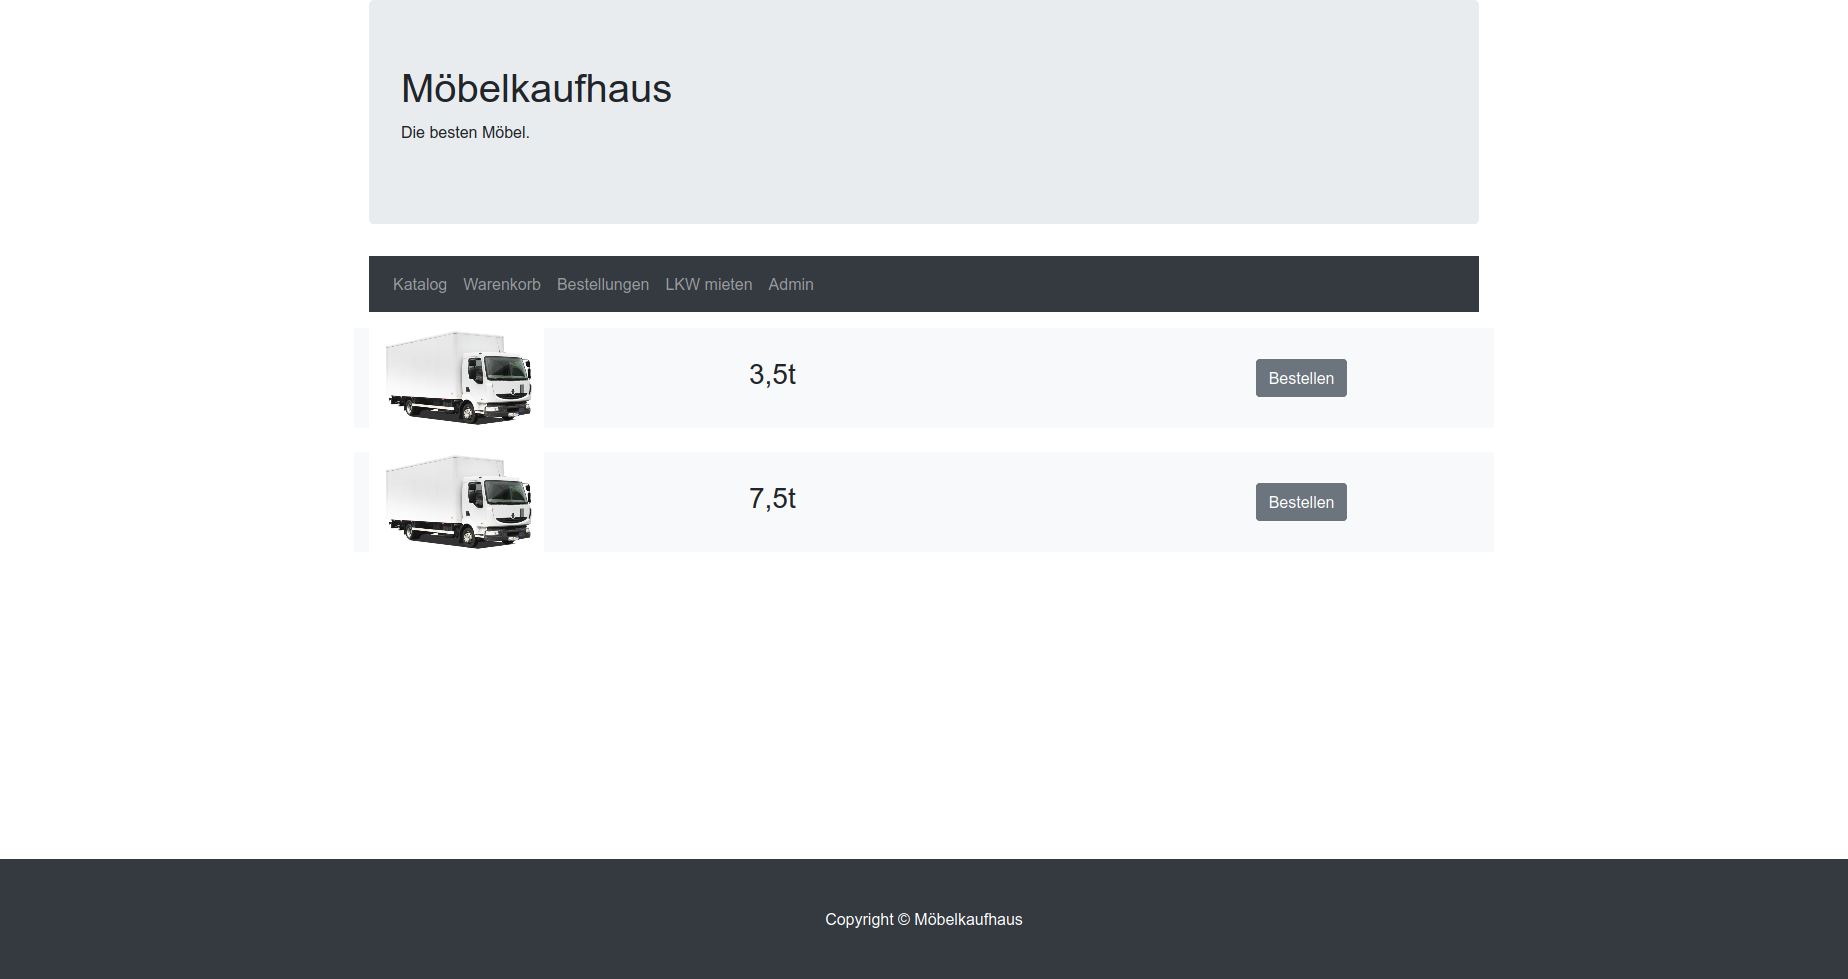 Möbelkaufhaus
Die besten Möbel.
Katalog Warenkorb Bestellungen LKW mieten Admin
3,5t Bestellen
7,5t Bestellen
Copyright © Möbelkaufhaus